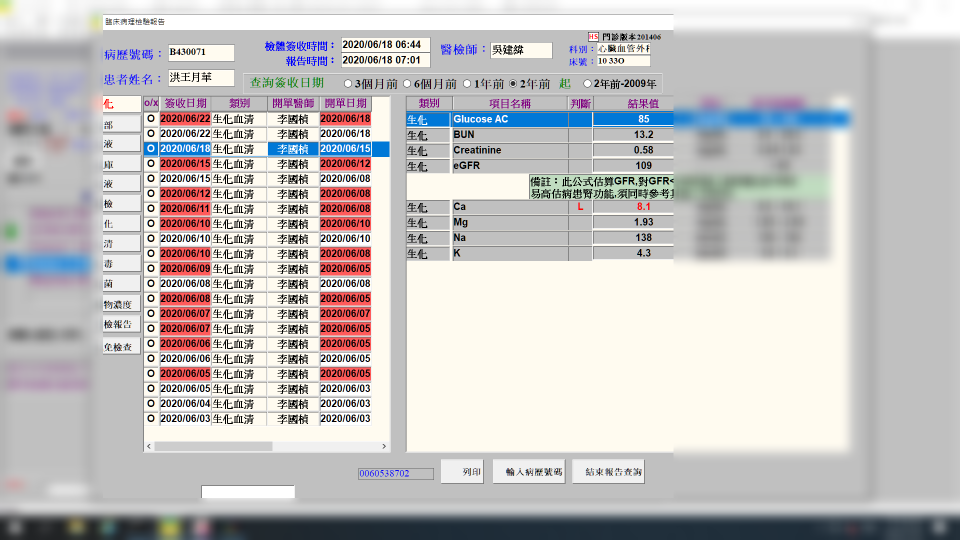 臨床病理檢驗報告
HS 門診版本201406
病歷號碼： B430071 檢體簽收時間： 2020/06/18 06:44 醫檢師： 吳建緯 科別： 心臟血管外科
報告時間： 2020/06/18 07:01 床號： 10 33O
患者姓名： 洪王月華 查詢簽收日期 3個月前 6個月前 1年前 2年前 起 2年前-2009年
化 o/x 簽收日期 類別 開單醫師 開單日期
O 2020/06/22 生化血清 李國楨 2020/06/18
部 O 2020/06/22 生化血清 李國楨 2020/06/18
液 O 2020/06/18 生化血清 李國楨 2020/06/15
庫 O 2020/06/15 生化血清 李國楨 2020/06/12
O 2020/06/15 生化血清 李國楨 2020/06/08
液 O 2020/06/12 生化血清 李國楨 2020/06/08
檢 O 2020/06/11 生化血清 李國楨 2020/06/08
化 O 2020/06/10 生化血清 李國楨 2020/06/10
清 O 2020/06/10 生化血清 李國楨 2020/06/10
O 2020/06/10 生化血清 李國楨 2020/06/08
毒 O 2020/06/09 生化血清 李國楨 2020/06/05
菌 O 2020/06/08 生化血清 李國楨 2020/06/08
物濃度 O 2020/06/08 生化血清 李國楨 2020/06/05
O 2020/06/07 生化血清 李國楨 2020/06/07
檢報告 O 2020/06/07 生化血清 李國楨 2020/06/05
免檢查 O 2020/06/06 生化血清 李國楨 2020/06/05
O 2020/06/06 生化血清 李國楨 2020/06/05
O 2020/06/05 生化血清 李國楨 2020/06/05
O 2020/06/05 生化血清 李國楨 2020/06/03
O 2020/06/04 生化血清 李國楨 2020/06/03
O 2020/06/03 生化血清 李國楨 2020/06/03
類別 項目名稱 判斷 結果值
生化 Glucose AC 85
生化 BUN 13.2
生化 Creatinine 0.58
生化 eGFR 109
備註：此公式估算GFR,對GFR<
易高估病患腎功能,須同時參考
生化 Ca L 8.1
生化 Mg 1.93
生化 Na 138
生化 K 4.3
0060538702 列印 輸入病歷號碼 結束報告查詢